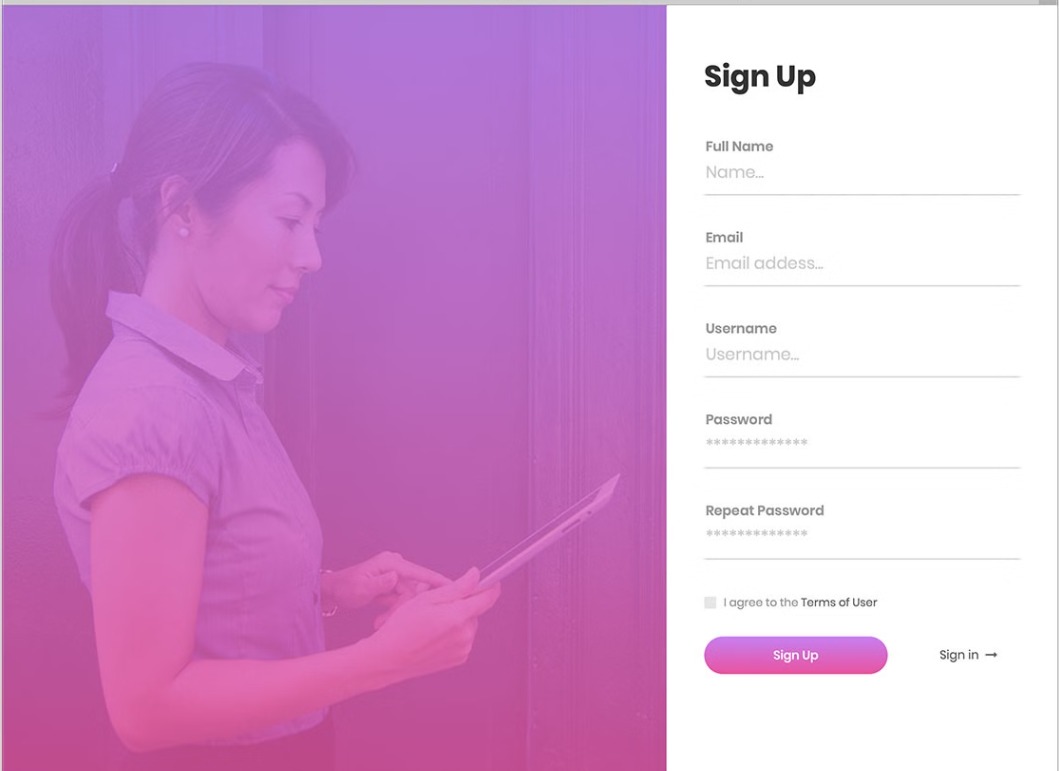 Sign Up
Full Name
Name...
Email
Email addess...
Username
Username...
Password
*************
Repeat Password
*************
I agree to the Terms of User
Sign Up
Sign in →